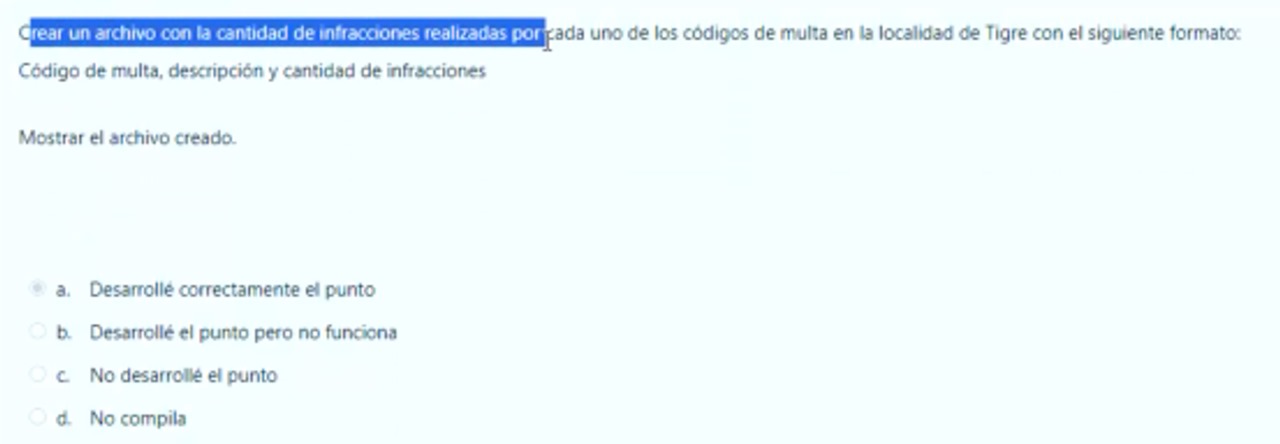 Crear un archivo con la cantidad de infracciones realizadas por cada uno de los códigos de multa en la localidad de Tigre con el siguiente formato:
Código de multa, descripción y cantidad de infracciones
Mostrar el archivo creado.
a. Desarrollé correctamente el punto
b. Desarrollé el punto pero no funciona
c. No desarrollé el punto
d. No compila